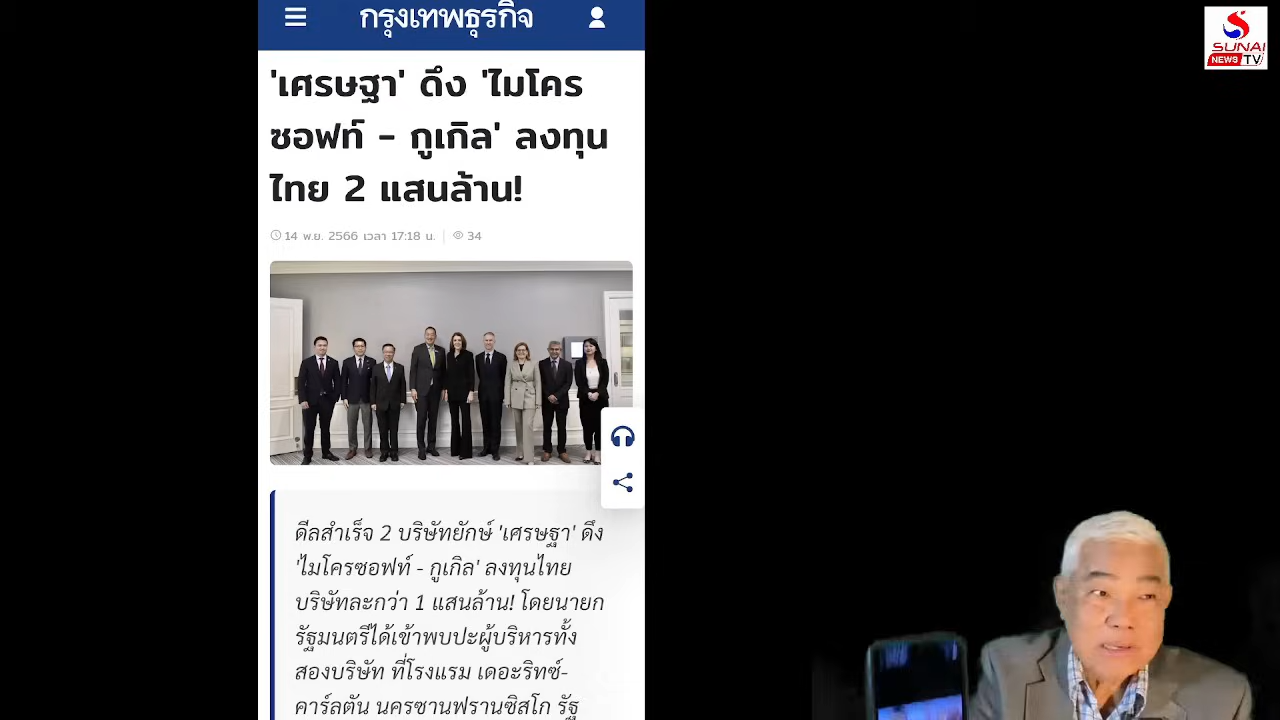 กรุงเทพธุรกิจ
SUNAI
NEWS TV
'เศรษฐา' ดึง 'ไมโคร
ซอฟท์ - กูเกิล' ลงทุน
ไทย 2 แสนล้าน!
14 พ.ย. 2566 เวลา 17:18 น. 34
ดีลสำเร็จ 2 บริษัทยักษ์ 'เศรษฐา' ดึง
'ไมโครซอฟท์ - กูเกิล' ลงทุนไทย
บริษัทละกว่า 1 แสนล้าน! โดยนายก
รัฐมนตรีได้เข้าพบปะผู้บริหารทั้ง
สองบริษัท ที่โรงแรม เดอะริทซ์-
คาร์ลตัน นครซานฟรานซิสโก รัฐ